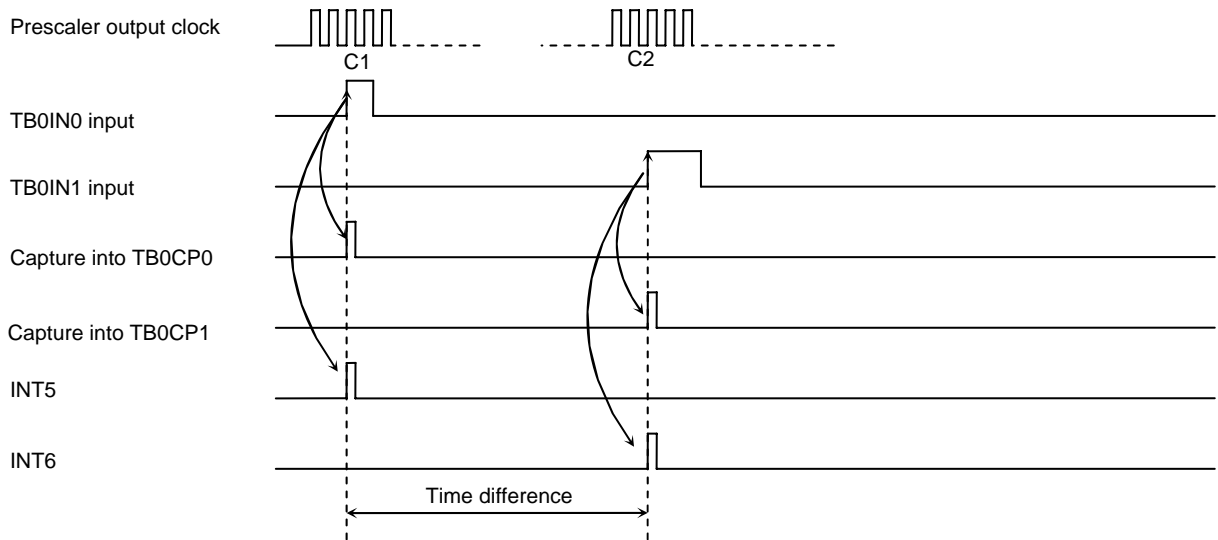 Prescaler output clock
C1
C2
TB0IN0 input
TB0IN1 input
Capture into TB0CP0
Capture into TB0CP1
INT5
INT6
Time difference